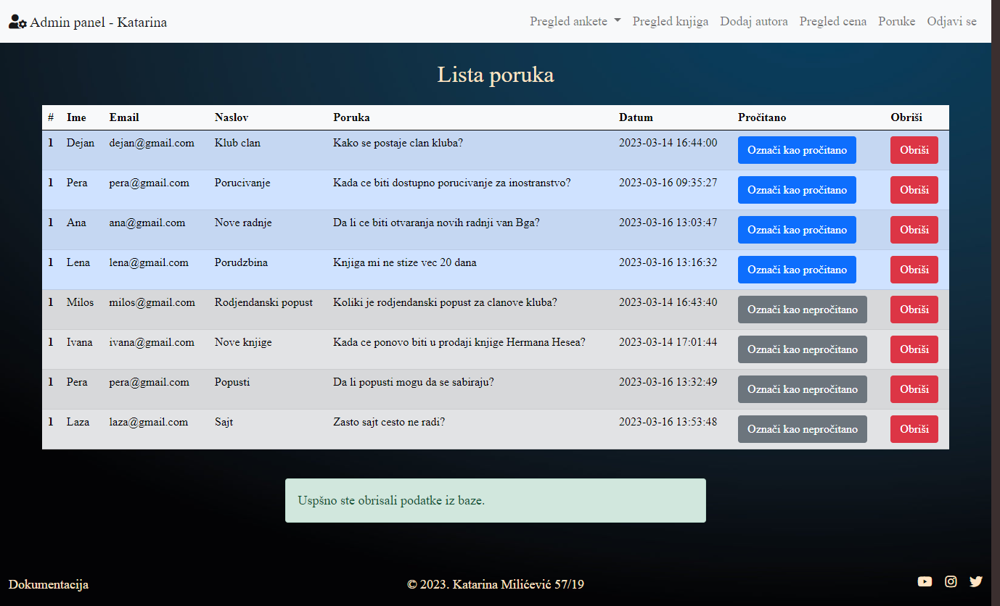 Admin panel - Katarina Pregled ankete Pregled knjiga Dodaj autora Pregled cena Poruke Odjavi se
Lista poruka
# Ime Email Naslov Poruka Datum Pročitano Obriši
1 Dejan dejan@gmail.com Klub clan Kako se postaje clan kluba? 2023-03-14 16:44:00 Označi kao pročitano Obriši
1 Pera pera@gmail.com Porucivanje Kada ce biti dostupno porucivanje za inostranstvo? 2023-03-16 09:35:27 Označi kao pročitano Obriši
1 Ana ana@gmail.com Nove radnje Da li ce biti otvaranja novih radnji van Bga? 2023-03-16 13:03:47 Označi kao pročitano Obriši
1 Lena lena@gmail.com Porudzbina Knjiga mi ne stize vec 20 dana 2023-03-16 13:16:32 Označi kao pročitano Obriši
1 Milos milos@gmail.com Rodjendanski popust Koliki je rodjendanski popust za clanove kluba? 2023-03-14 16:43:40 Označi kao nepročitano Obriši
1 Ivana ivana@gmail.com Nove knjige Kada ce ponovo biti u prodaji knjige Hermana Hesea? 2023-03-14 17:01:44 Označi kao nepročitano Obriši
1 Pera pera@gmail.com Popusti Da li popusti mogu da se sabiraju? 2023-03-16 13:32:49 Označi kao nepročitano Obriši
1 Laza laza@gmail.com Sajt Zasto sajt cesto ne radi? 2023-03-16 13:53:48 Označi kao nepročitano Obriši
Uspšno ste obrisali podatke iz baze.
Dokumentacija © 2023. Katarina Milićević 57/19